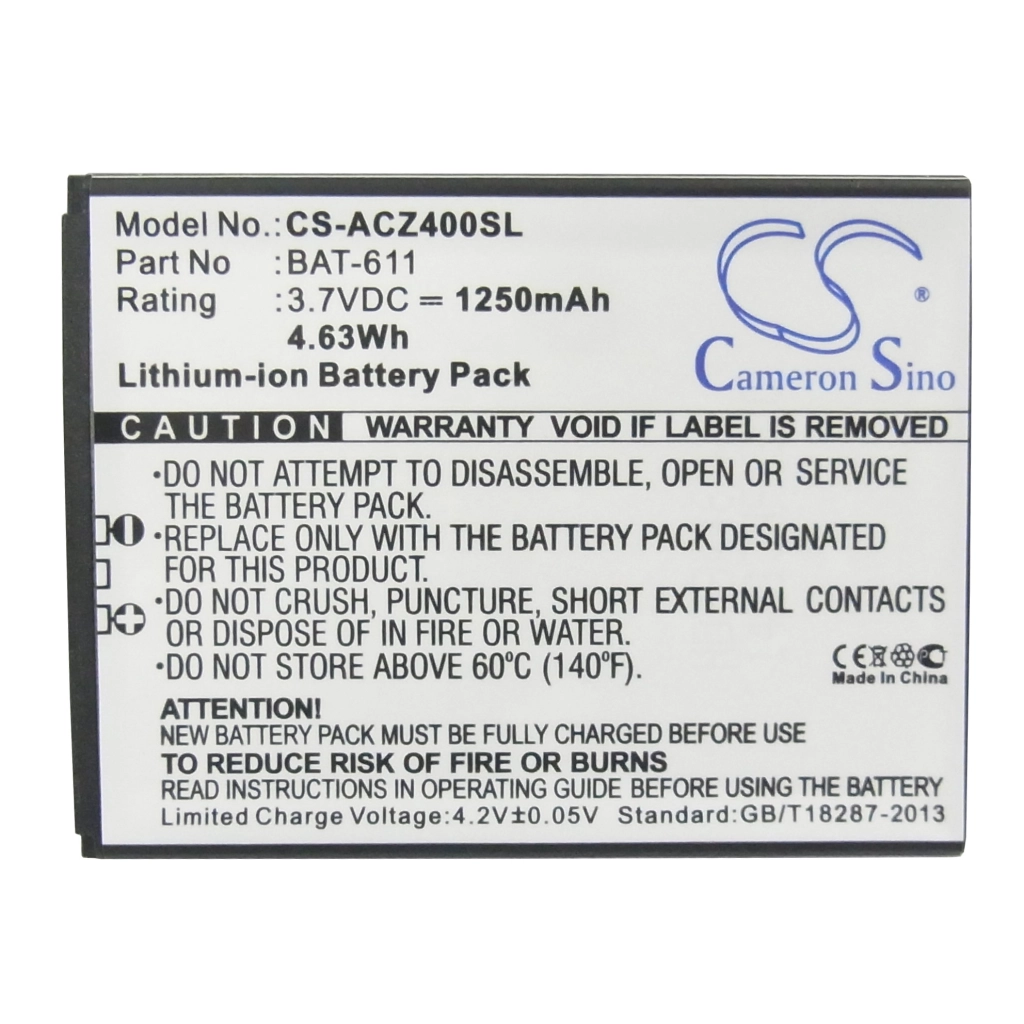 Model No.:CS-ACZ400SL
Part No :BAT-611
Rating :3.7VDC = 1250mAh
4.63Wh
Lithium-ion Battery Pack
CS®
Cameron Sino
CAUTION WARRANTY VOID IF LABEL IS REMOVED
·DO NOT ATTEMPT TO DISASSEMBLE, OPEN OR SERVICE
THE BATTERY PACK.
·REPLACE ONLY WITH THE BATTERY PACK DESIGNATED
FOR THIS PRODUCT.
·DO NOT CRUSH, PUNCTURE, SHORT EXTERNAL CONTACTS
OR DISPOSE OF IN FIRE OR WATER.
·DO NOT STORE ABOVE 60ºC (140ºF).
CE
Made In China
ATTENTION!
NEW BATTERY PACK MUST BE FULLY CHARGED BEFORE USE
TO REDUCE RISK OF FIRE OR BURNS
READ INSTRUCTIONS IN OPERATING GUIDE BEFORE USING THE BATTERY
Limited Charge Voltage:4.2V±0.05V Standard:GB/T18287-2013